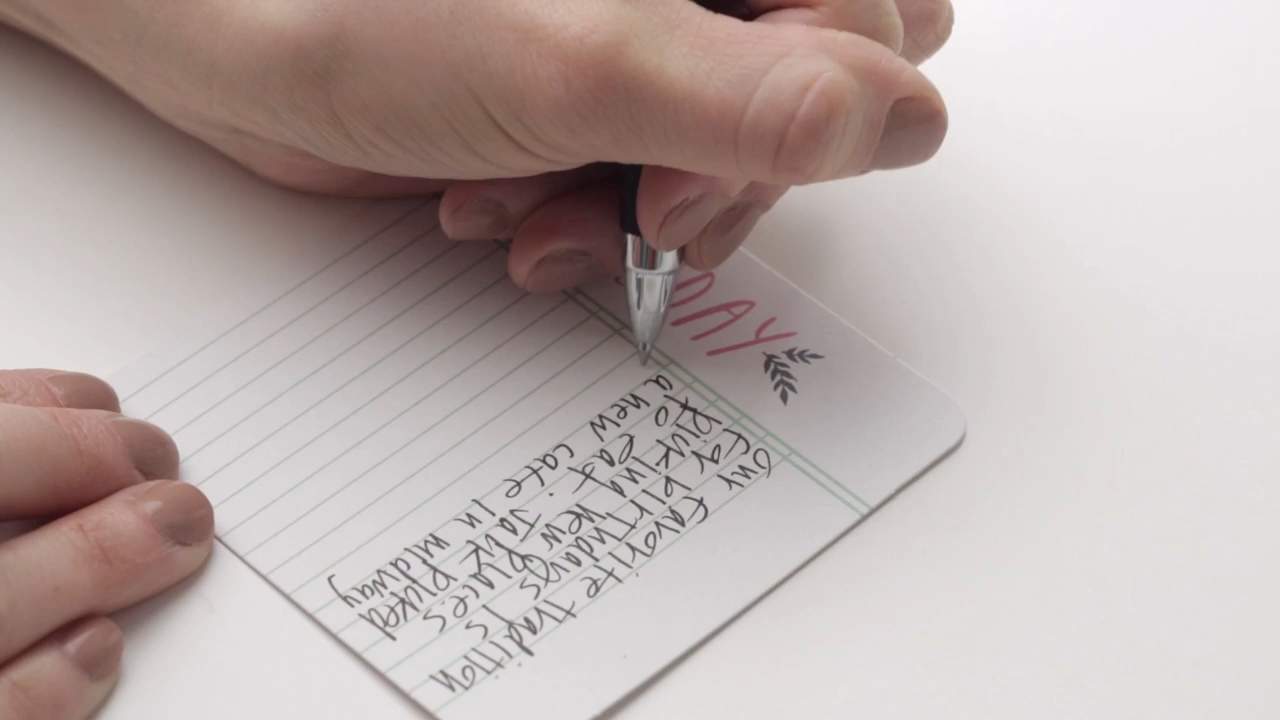 DAY
Our favorite tradition
for birthdays is
picking new places
to eat. Jake picked
a new cafe in midway